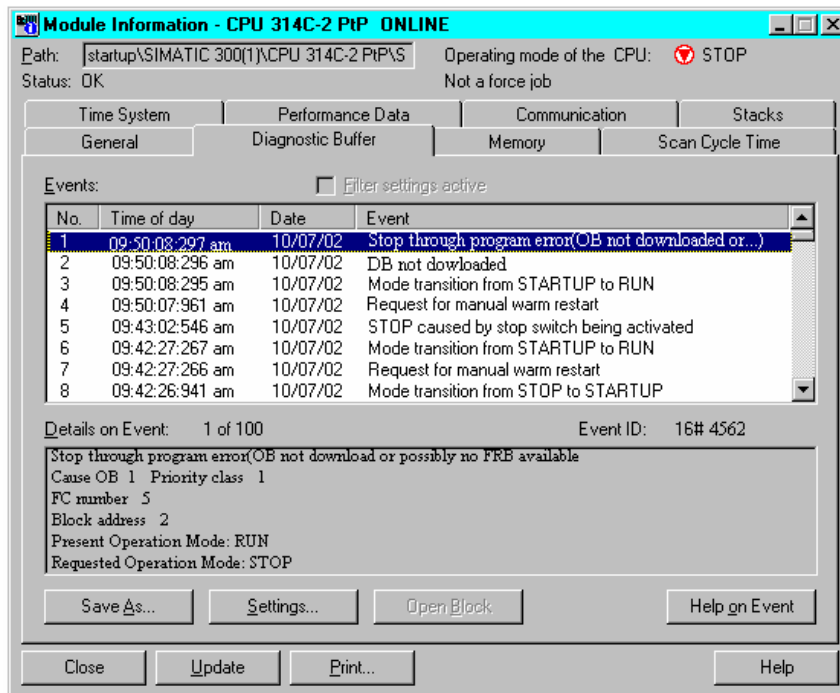 Module Information - CPU 314C-2 PtP ONLINE
Path: startup\SIMATIC 300(1)\CPU 314C-2 PtP\S Operating mode of the CPU: STOP
Status: OK Not a force job
Time System Performance Data Communication Stacks
General Diagnostic Buffer Memory Scan Cycle Time
Events: Filter settings active
No. Time of day Date Event
1 09:50:08:297 am 10/07/02 Stop through program error(OB not downloaded or...)
2 09:50:08:296 am 10/07/02 DB not dowloaded
3 09:50:08:295 am 10/07/02 Mode transition from STARTUP to RUN
4 09:50:07:961 am 10/07/02 Request for manual warm restart
5 09:43:02:546 am 10/07/02 STOP caused by stop switch being activated
6 09:42:27:267 am 10/07/02 Mode transition from STARTUP to RUN
7 09:42:27:266 am 10/07/02 Request for manual warm restart
8 09:42:26:941 am 10/07/02 Mode transition from STOP to STARTUP
Details on Event: 1 of 100 Event ID: 16# 4562
Stop through program error(OB not download or possibly no FRB available
Cause OB 1 Priority class 1
FC number 5
Block address 2
Present Operation Mode: RUN
Requested Operation Mode: STOP
Save As... Settings... Open Block Help on Event
Close Update Print... Help